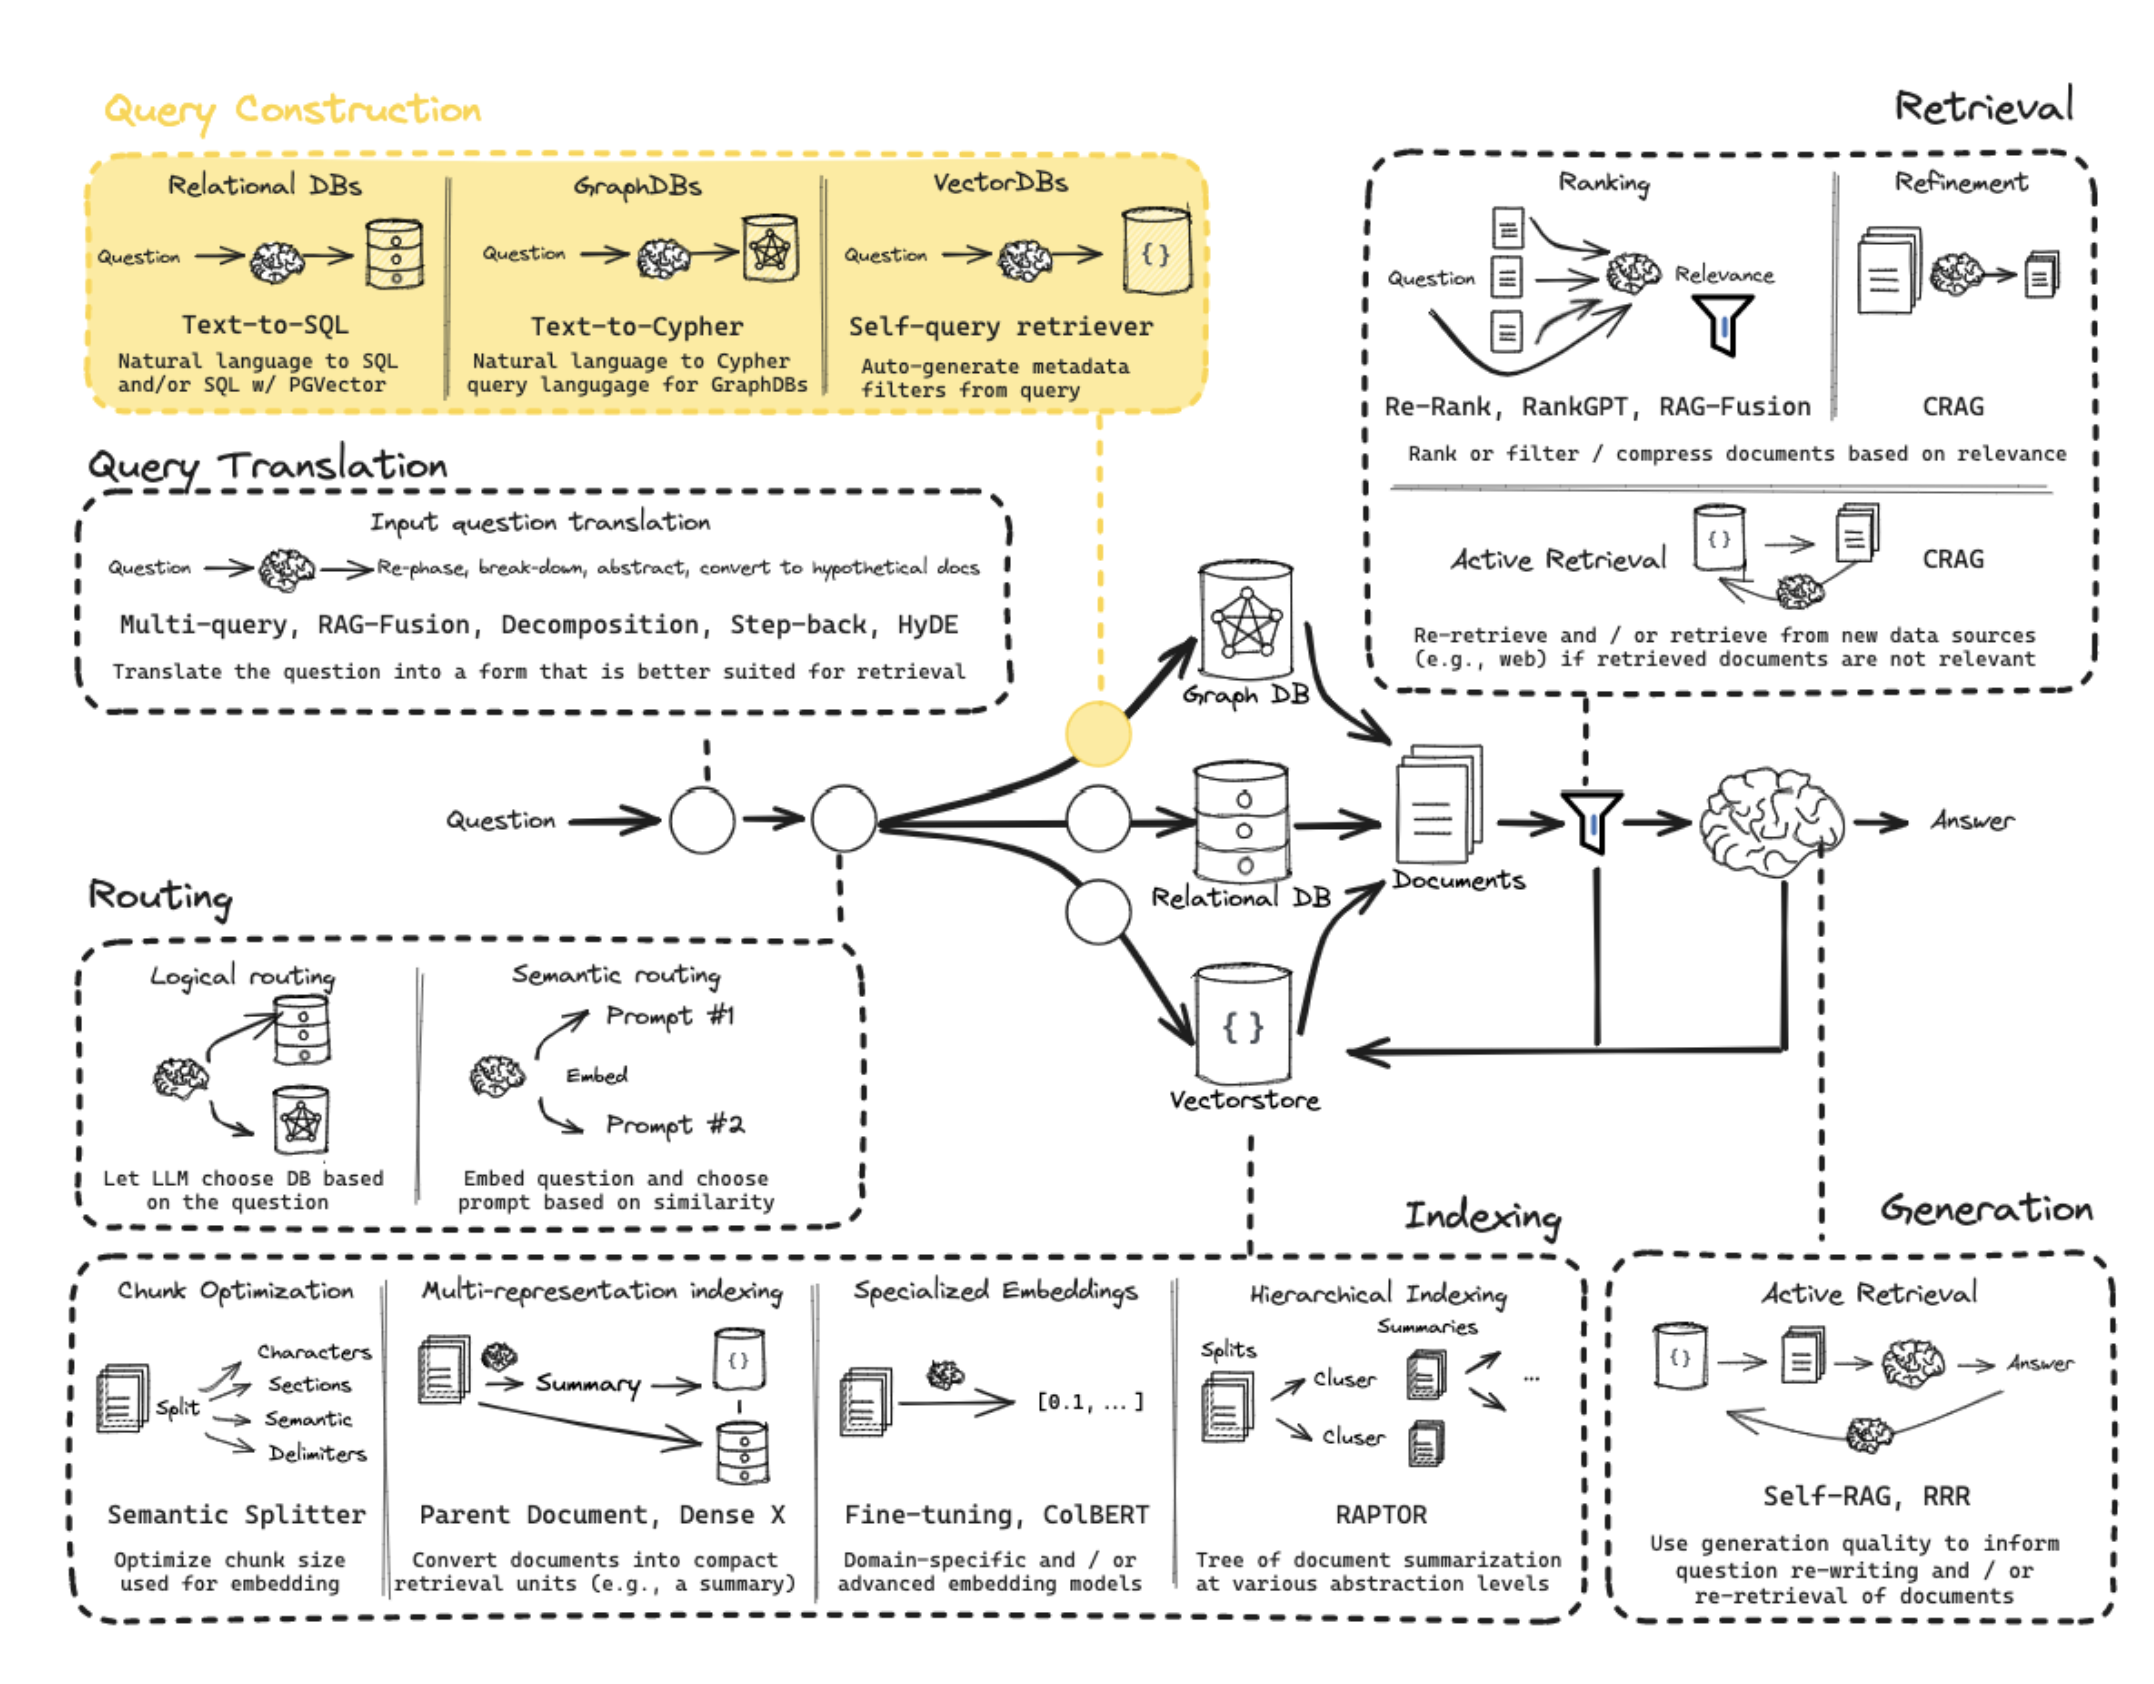 Query Construction
Relational DBs
Question
Text-to-SQL
Natural language to SQL
and/or SQL w/ PGVector
GraphDBs
Question
Text-to-Cypher
Natural language to Cypher
query langugage for GraphDBs
VectorDBs
Question
{}
Self-query retriever
Auto-generate metadata
filters from query
Retrieval
Ranking
Question
Relevance
Re-Rank, RankGPT, RAG-Fusion
Refinement
CRAG
Rank or filter / compress documents based on relevance
Active Retrieval
{}
CRAG
Re-retrieve and / or retrieve from new data sources
(e.g., web) if retrieved documents are not relevant
Query Translation
Input question translation
Question
Re-phase, break-down, abstract, convert to hypothetical docs
Multi-query, RAG-Fusion, Decomposition, Step-back, HyDE
Translate the question into a form that is better suited for retrieval
Question
Graph DB
Relational DB
{}
Vectorstore
Documents
Answer
Routing
Logical routing
Let LLM choose DB based
on the question
Semantic routing
Prompt #1
Embed
Prompt #2
Embed question and choose
prompt based on similarity
Indexing
Chunk Optimization
Split
Characters
Sections
Semantic
Delimiters
Semantic Splitter
Optimize chunk size
used for embedding
Multi-representation indexing
Summary
{}
Parent Document, Dense X
Convert documents into compact
retrieval units (e.g., a summary)
Specialized Embeddings
[0.1, ... ]
Fine-tuning, ColBERT
Domain-specific and / or
advanced embedding models
Hierarchical Indexing
Summaries
Splits
Cluser
Cluser
...
RAPTOR
Tree of document summarization
at various abstraction levels
Generation
Active Retrieval
{}
Answer
Self-RAG, RRR
Use generation quality to inform
question re-writing and / or
re-retrieval of documents